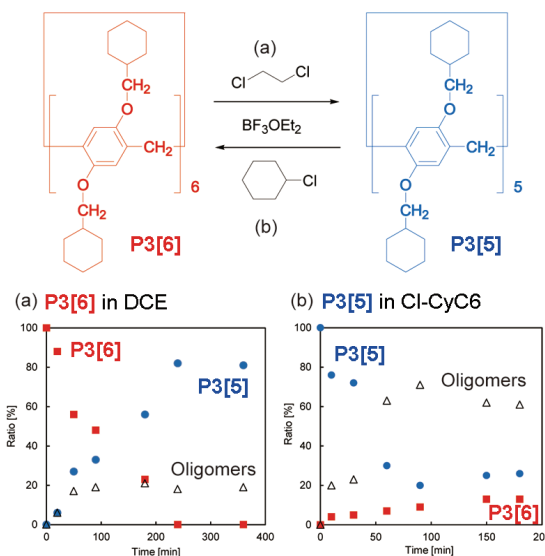 (a)
Cl
Cl
BF3OEt2
Cl
(b)
CH2
O
CH2
O
CH2
6
P3[6]
CH2
O
CH2
O
CH2
5
P3[5]
(a) P3[6] in DCE
100
80
60
40
20
0
Ratio [%]
P3[6]
P3[5]
Oligomers
0 100 200 300 400
Time [min]
(b) P3[5] in Cl-CyC6
100
80
60
40
20
0
Ratio [%]
P3[5]
Oligomers
P3[6]
0 50 100 150 20
Time [min]